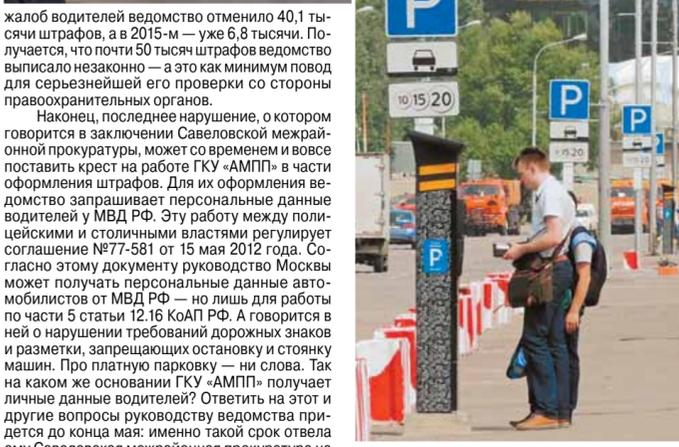 жалоб водителей ведомство отменило 40,1 ты-
сячи штрафов, а в 2015-м — уже 6,8 тысячи. По-
лучается, что почти 50 тысяч штрафов ведомство
выписало незаконно — а это как минимум повод
для серьезнейшей его проверки со стороны
правоохранительных органов.
Наконец, последнее нарушение, о котором
говорится в заключении Савеловской межрай-
онной прокуратуры, может со временем и вовсе
поставить крест на работе ГКУ «АМПП» в части
оформления штрафов. Для их оформления ве-
домство запрашивает персональные данные
водителей у МВД РФ. Эту работу между поли-
цейскими и столичными властями регулирует
соглашение №77-581 от 15 мая 2012 года. Со-
гласно этому документу руководство Москвы
может получать персональные данные авто-
мобилистов от МВД РФ — но лишь для работы
по части 5 статьи 12.16 КоАП РФ. А говорится в
ней о нарушении требований дорожных знаков
и разметки, запрещающих остановку и стоянку
машин. Про платную парковку — ни слова. Так
на каком же основании ГКУ «АМПП» получает
личные данные водителей? Ответить на этот и
другие вопросы руководству ведомства при-
дется до конца мая: именно такой срок отвела
P
10 15 20
P
15 20
P
P